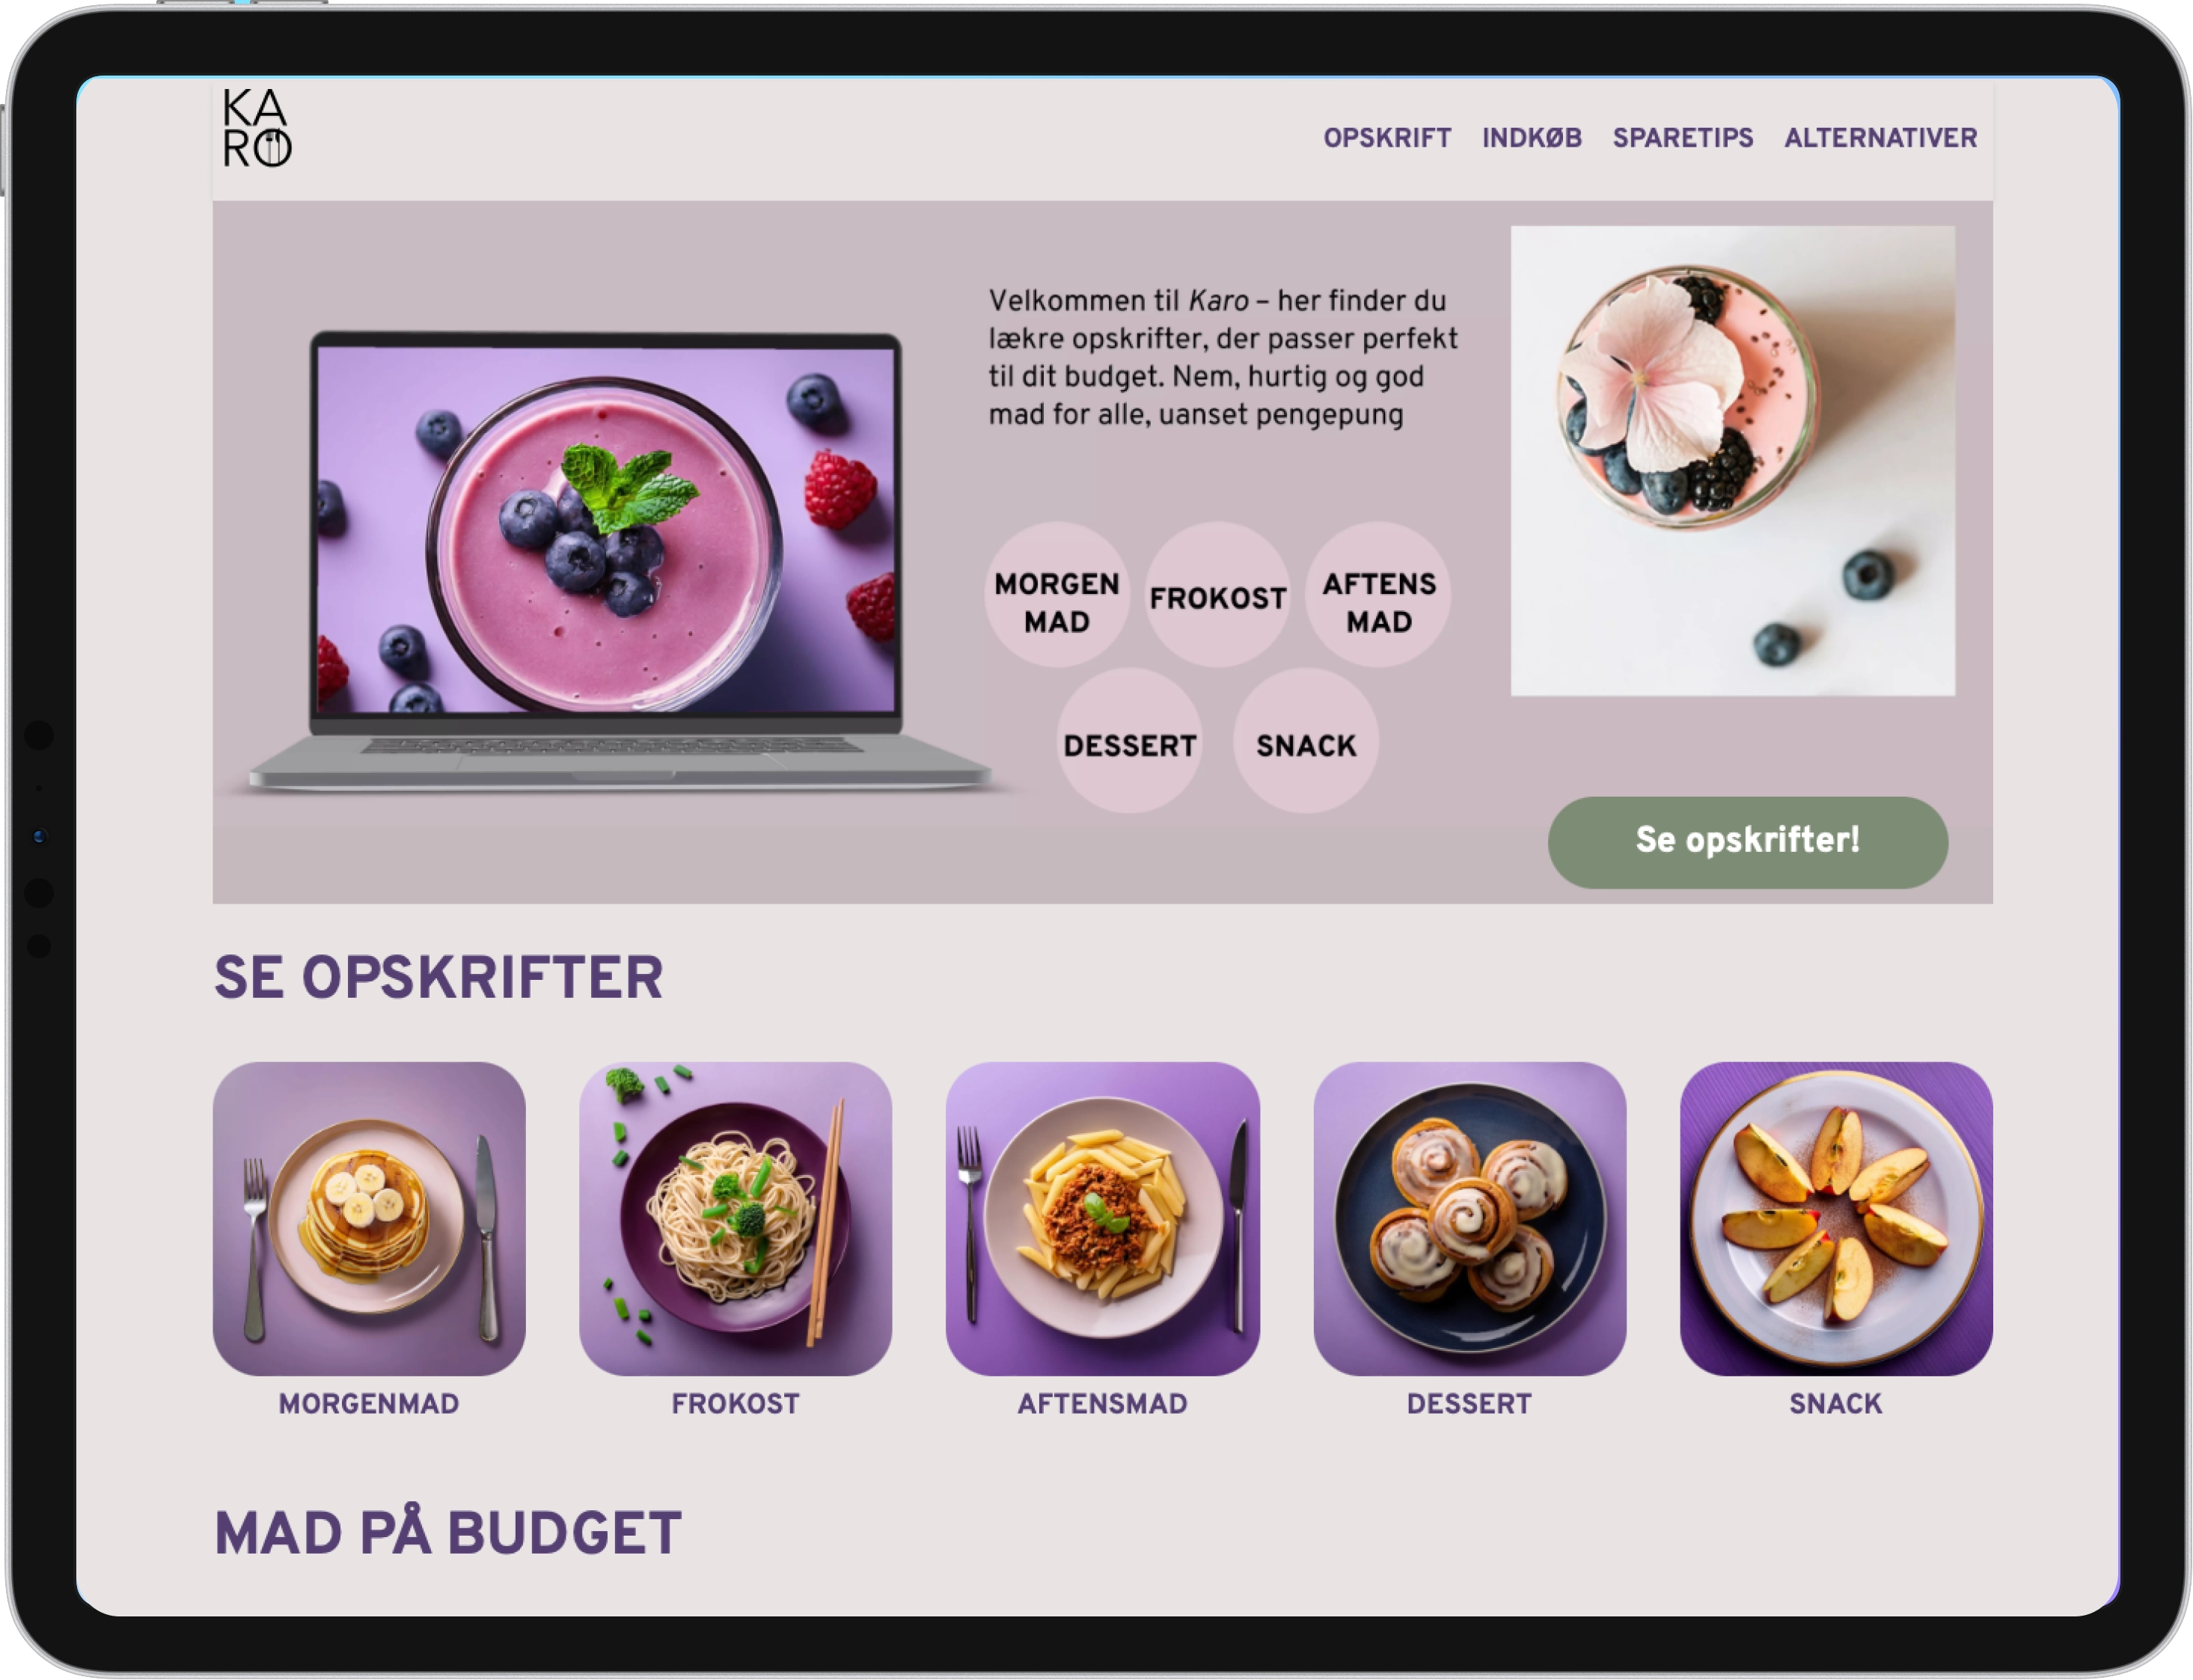 KA
RO
OPSKRIFT INDKØB SPARETIPS ALTERNATIVER
Velkommen til Karo – her finder du
lækre opskrifter, der passer perfekt
til dit budget. Nem, hurtig og god
mad for alle, uanset pengepung
MORGEN
MAD
FROKOST
AFTENS
MAD
DESSERT
SNACK
Se opskrifter!
SE OPSKRIFTER
MORGENMAD
FROKOST
AFTENSMAD
DESSERT
SNACK
MAD PÅ BUDGET